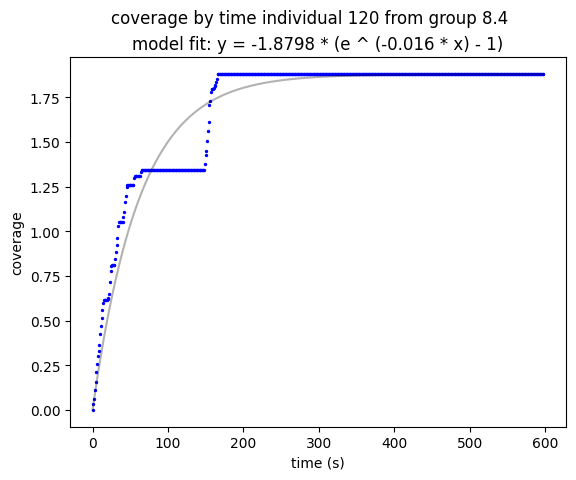 coverage by time individual 120 from group 8.4
model fit: y = -1.8798 * (e ^ (-0.016 * x) - 1)
coverage
1.75
1.50
1.25
1.00
0.75
0.50
0.25
0.00
0 100 200 300 400 500 600
time (s)